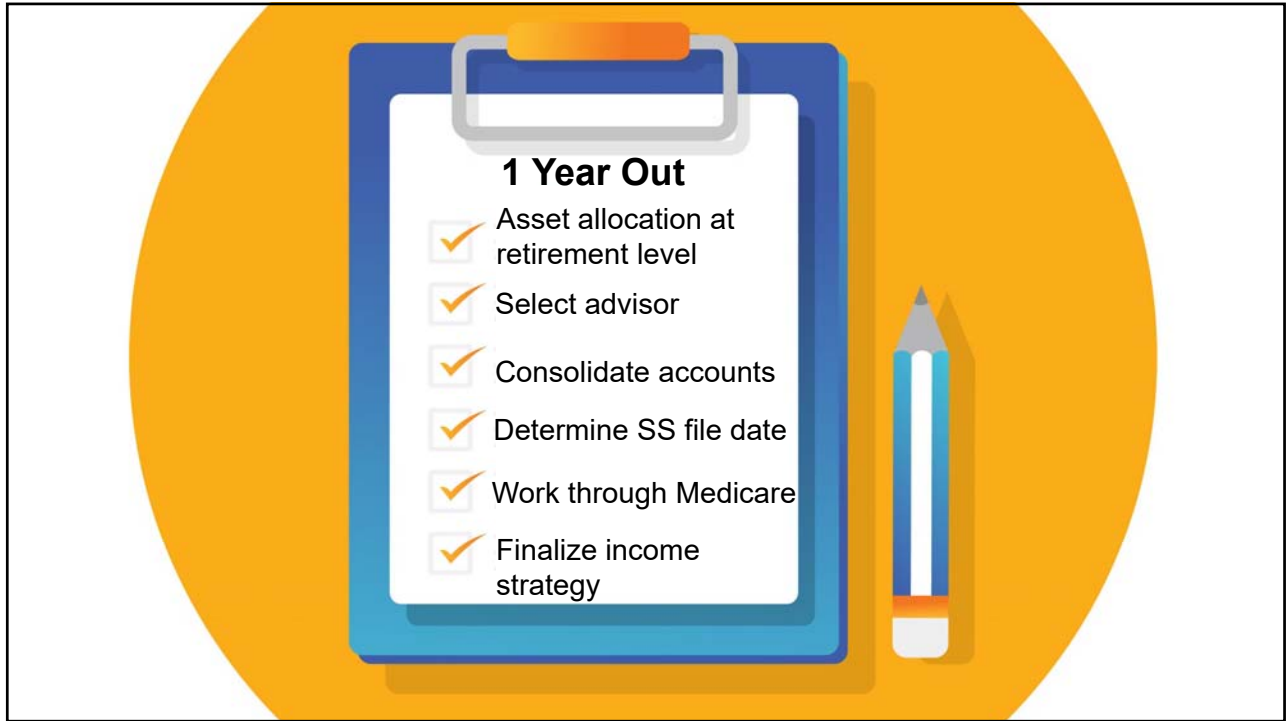 1 Year Out
Asset allocation at
retirement level
Select advisor
Consolidate accounts
Determine SS file date
Work through Medicare
Finalize income
strategy